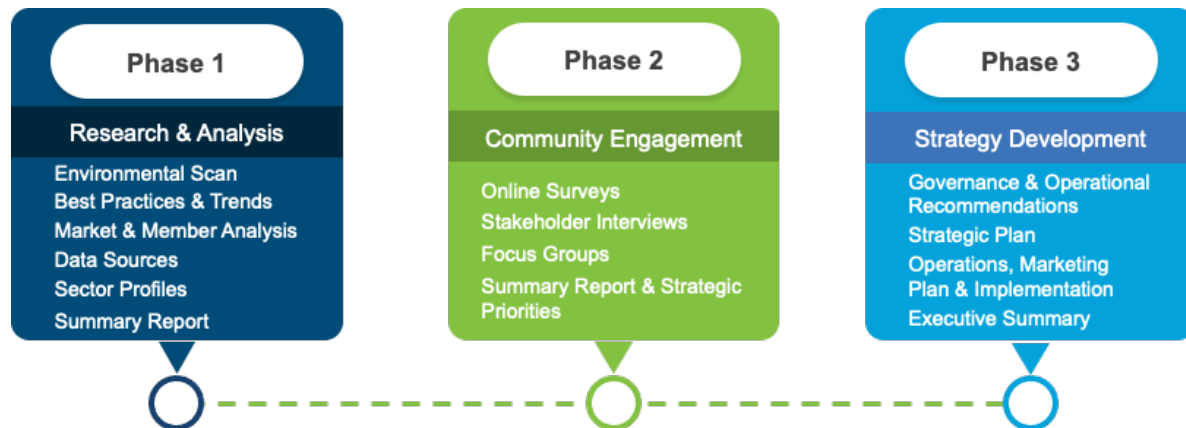 Phase 1
Research & Analysis
Environmental Scan
Best Practices & Trends
Market & Member Analysis
Data Sources
Sector Profiles
Summary Report
Phase 2
Community Engagement
Online Surveys
Stakeholder Interviews
Focus Groups
Summary Report & Strategic
Priorities
Phase 3
Strategy Development
Governance & Operational
Recommendations
Strategic Plan
Operations, Marketing
Plan & Implementation
Executive Summary